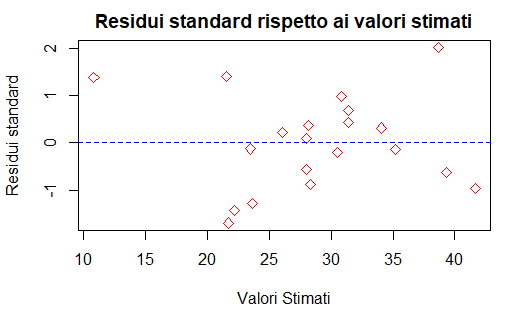 Residui standard rispetto ai valori stimati
Residui standard
2
1
0
-1
10 15 20 25 30 35 40
Valori Stimati